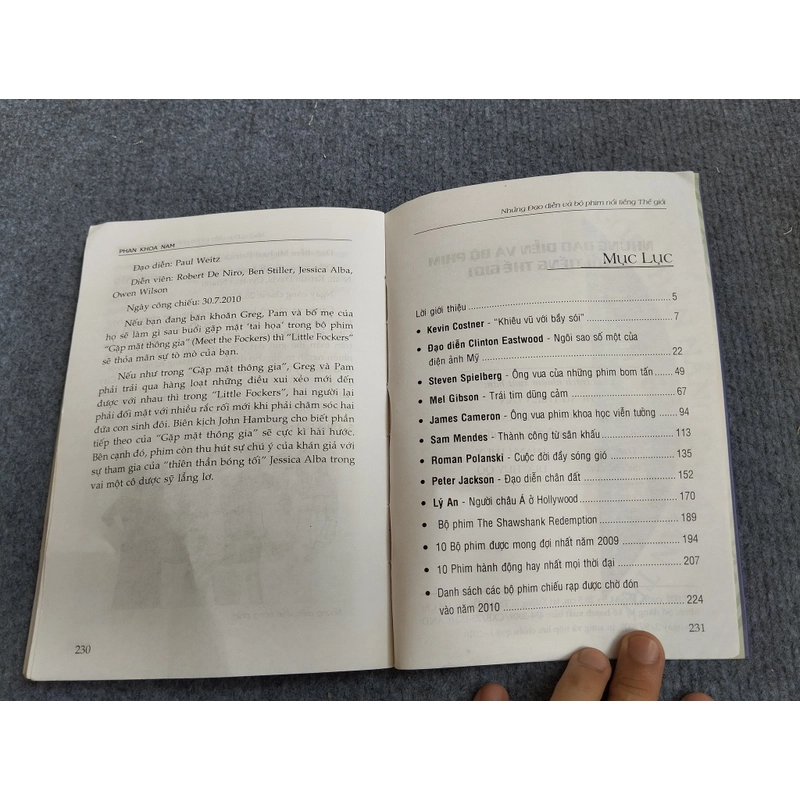 PHAN KHOA NAM
Đạo diễn: Paul Weitz
Diễn viên: Robert De Niro, Ben Stiller, Jessica Alba,
Owen Wilson
Ngày công chiếu: 30.7.2010
Nếu bạn đang băn khoăn Greg, Pam và bố mẹ của
họ sẽ làm gì sau buổi gặp mặt 'tai họa' trong bộ phim
"Gặp mặt thông gia" (Meet the Fockers) thì "Little Fockers"
sẽ thỏa mãn sự tò mò của bạn.
Nếu như trong "Gặp mặt thông gia", Greg và Pam
phải trải qua hàng loạt những điều xui xẻo mới đến
được với nhau thì trong "Little Fockers", hai người lại
phải đối mặt với nhiều rắc rối mới khi phải chăm sóc hai
đứa con sinh đôi. Biên kịch John Hamburg cho biết phần
tiếp theo của "Gặp mặt thông gia" sẽ cực kì hài hước.
Bên cạnh đó, phim còn thu hút sự chú ý của khán giả với
sự tham gia của "thiên thần bóng tối" Jessica Alba trong
vai một cô dược sỹ lẳng lơ.
230
Những Đạo diễn và bộ phim nổi tiếng Thế giới
Mục Lục
Lời giới thiệu 5
• Kevin Costner - "Khiêu vũ với bầy sói" 7
• Đạo diễn Clinton Eastwood - Ngôi sao số một của
điện ảnh Mỹ 22
• Steven Spielberg - Ông vua của những phim bom tấn 49
• Mel Gibson - Trái tim dũng cảm 67
• James Cameron - Ông vua phim khoa học viễn tưởng 94
• Sam Mendes - Thành công từ sân khấu 113
• Roman Polanski - Cuộc đời đầy sóng gió 135
• Peter Jackson - Đạo diễn chân đất 152
• Lý An - Người châu Á ở Hollywood 170
• Bộ phim The Shawshank Redemption 189
• 10 Bộ phim được mong đợi nhất năm 2009 194
• 10 Phim hành động hay nhất mọi thời đại 207
• Danh sách các bộ phim chiếu rạp được chờ đón
vào năm 2010 224
231